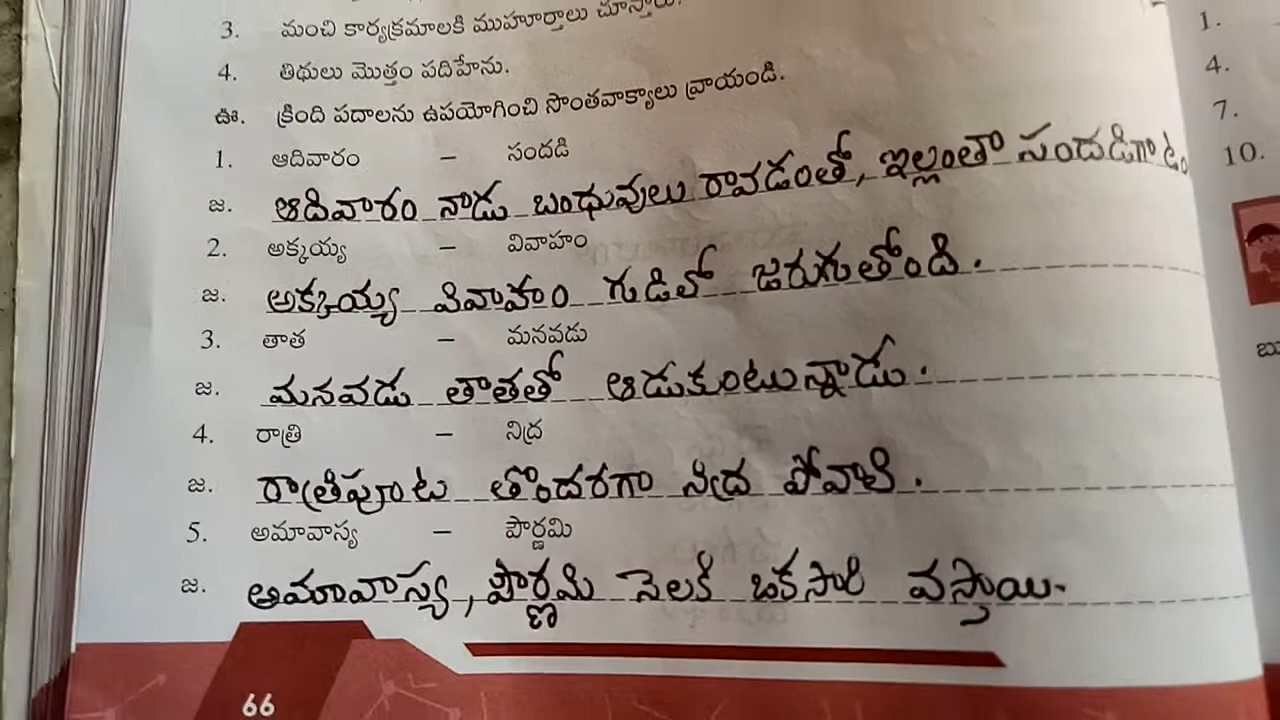 3. మంచి కార్యక్రమాలకి ముహూర్తాలు చూస్తారు.
4. తిథులు మొత్తం పదిహేను.
ఊ. క్రింది పదాలను ఉపయోగించి సొంతవాక్యాలు వ్రాయండి.
1. ఆదివారం – సందడి
జ. ఆదివారం నాడు బంధువులు రావడంతో, ఇల్లంతా సందడిగా
2. అక్కయ్య – వివాహం
జ. అక్కయ్య వివాహం గుడిలో జరుగుతోంది.
3. తాత – మనవడు
జ. మనవడు తాతతో ఆడుకుంటున్నాడు.
4. రాత్రి – నిద్ర
జ. రాత్రిపూట తొందరగా నిద్ర పోవాలి.
5. అమావాస్య – పౌర్ణమి
జ. అమావాస్య, పౌర్ణమి నెలకి ఒకసారి వస్తాయి.
66
1.
4.
7.
10.